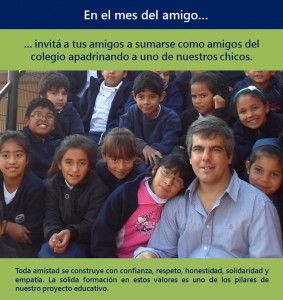 En el mes del amigo...
... invitá a tus amigos a sumarse como amigos del
colegio apadrinando a uno de nuestros chicos.
Toda amistad se construye con confianza, respeto, honestidad, solidaridad y
empatía. La sólida formación en estos valores es uno de los pilares de
nuestro proyecto educativo.